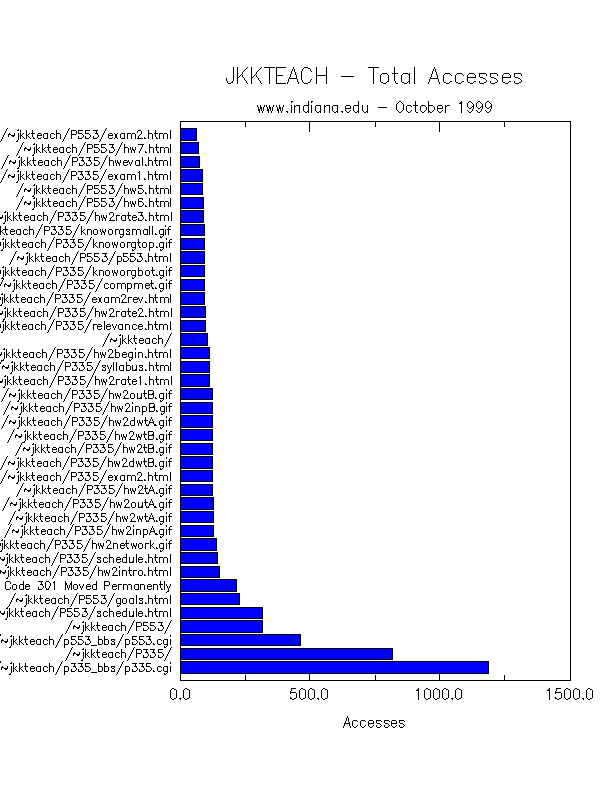 JKKTEACH – Total Accesses
www.indiana.edu – October 1999
/~jkkteach/P553/exam2.html
/~jkkteach/P553/hw7.html
/~jkkteach/P335/hweval.html
/~jkkteach/P335/exam1.html
/~jkkteach/P553/hw5.html
/~jkkteach/P553/hw6.html
~jkkteach/P335/hw2rate3.html
kteach/P335/knoworgsmall.gif
~jkkteach/P335/knoworgtop.gif
/~jkkteach/P553/p553.html
~jkkteach/P335/knoworgbot.gif
/~jkkteach/P335/compmet.gif
~jkkteach/P335/exam2rev.html
~jkkteach/P335/hw2rate2.html
~jkkteach/P335/relevance.html
/~jkkteach/
~jkkteach/P335/hw2begin.html
/~jkkteach/P335/syllabus.html
~jkkteach/P335/hw2rate1.html
/~jkkteach/P335/hw2outB.gif
/~jkkteach/P335/hw2inpB.gif
/~jkkteach/P335/hw2dwtA.gif
/~jkkteach/P335/hw2wtB.gif
/~jkkteach/P335/hw2tB.gif
/~jkkteach/P335/hw2dwtB.gif
/~jkkteach/P335/exam2.html
/~jkkteach/P335/hw2tA.gif
/~jkkteach/P335/hw2outA.gif
/~jkkteach/P335/hw2wtA.gif
/~jkkteach/P335/hw2inpA.gif
~jkkteach/P335/hw2network.gif
/~jkkteach/P335/schedule.html
/~jkkteach/P335/hw2intro.html
Code 301 Moved Permanently
/~jkkteach/P553/goals.html
/~jkkteach/P553/schedule.html
/~jkkteach/P553/
~jkkteach/p553_bbs/p553.cgi
/~jkkteach/P335/
~jkkteach/p335_bbs/p335.cgi
0.0 500.0 1000.0 1500.0
Accesses